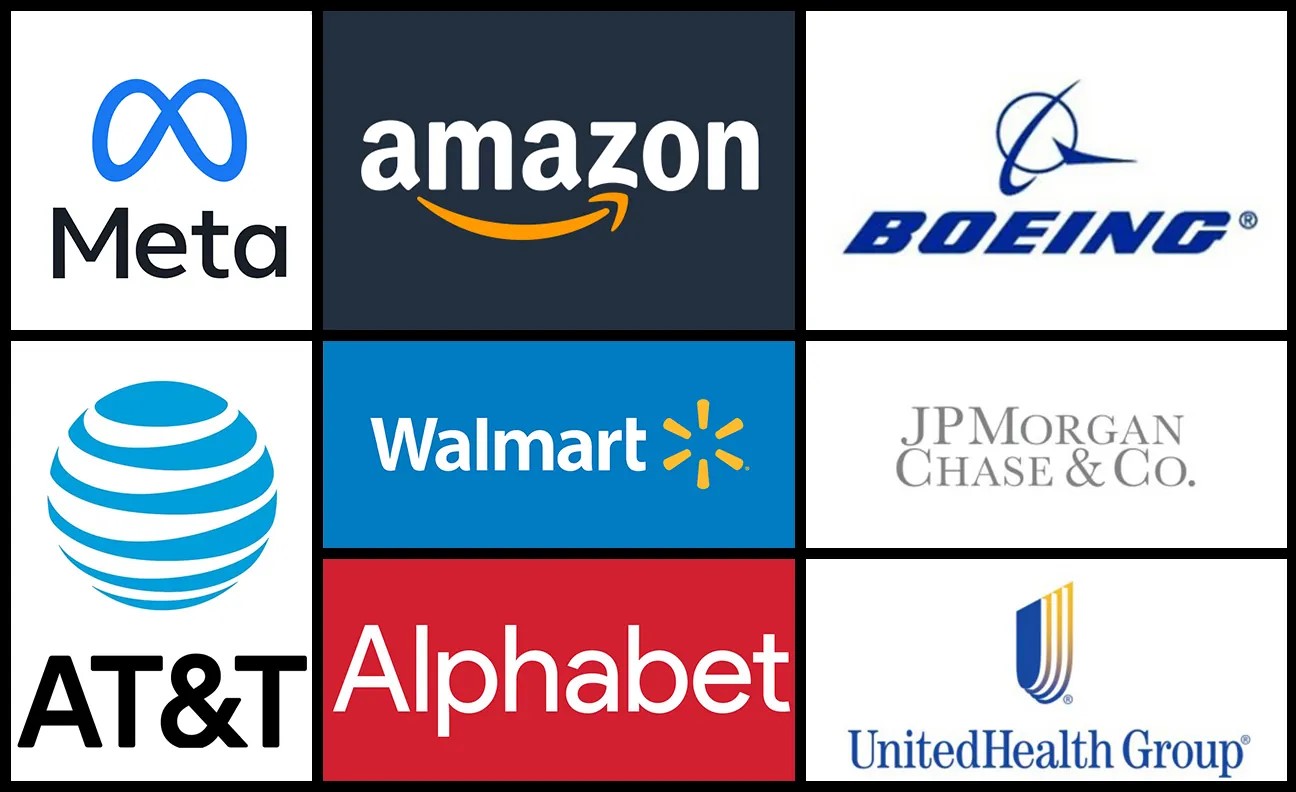 Meta
amazon
BOEING®
AT&T
Walmart
JPMORGAN
CHASE & CO.
Alphabet
UnitedHealth Group®